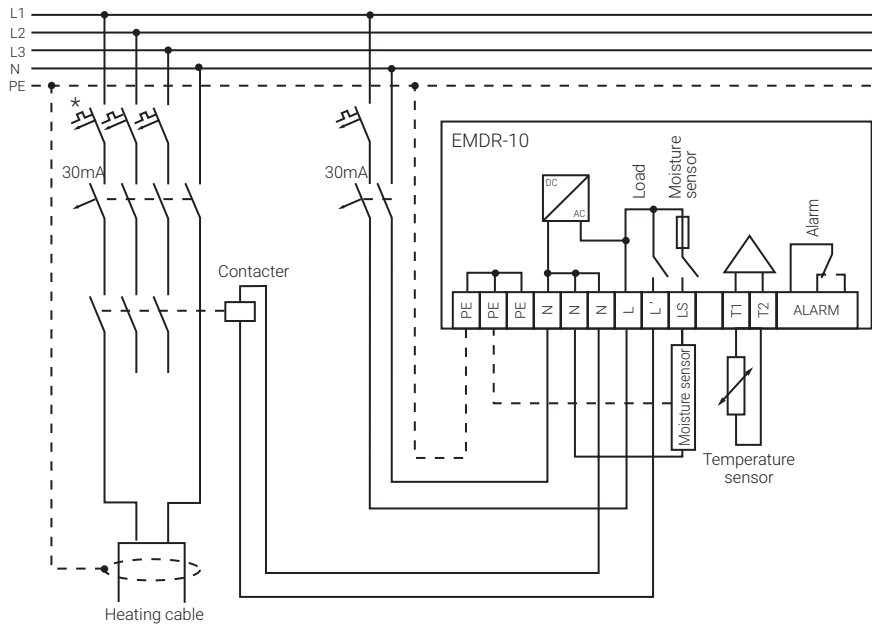 L1
L2
L3
N
PE
*
30mA
30mA
EMDR-10
DC
AC
Load
Moisture
sensor
Alarm
Contacter
PE
PE
PE
N
N
N
L
L'
LS
T1
T2
ALARM
Moisture sensor
Temperature
sensor
Heating cable